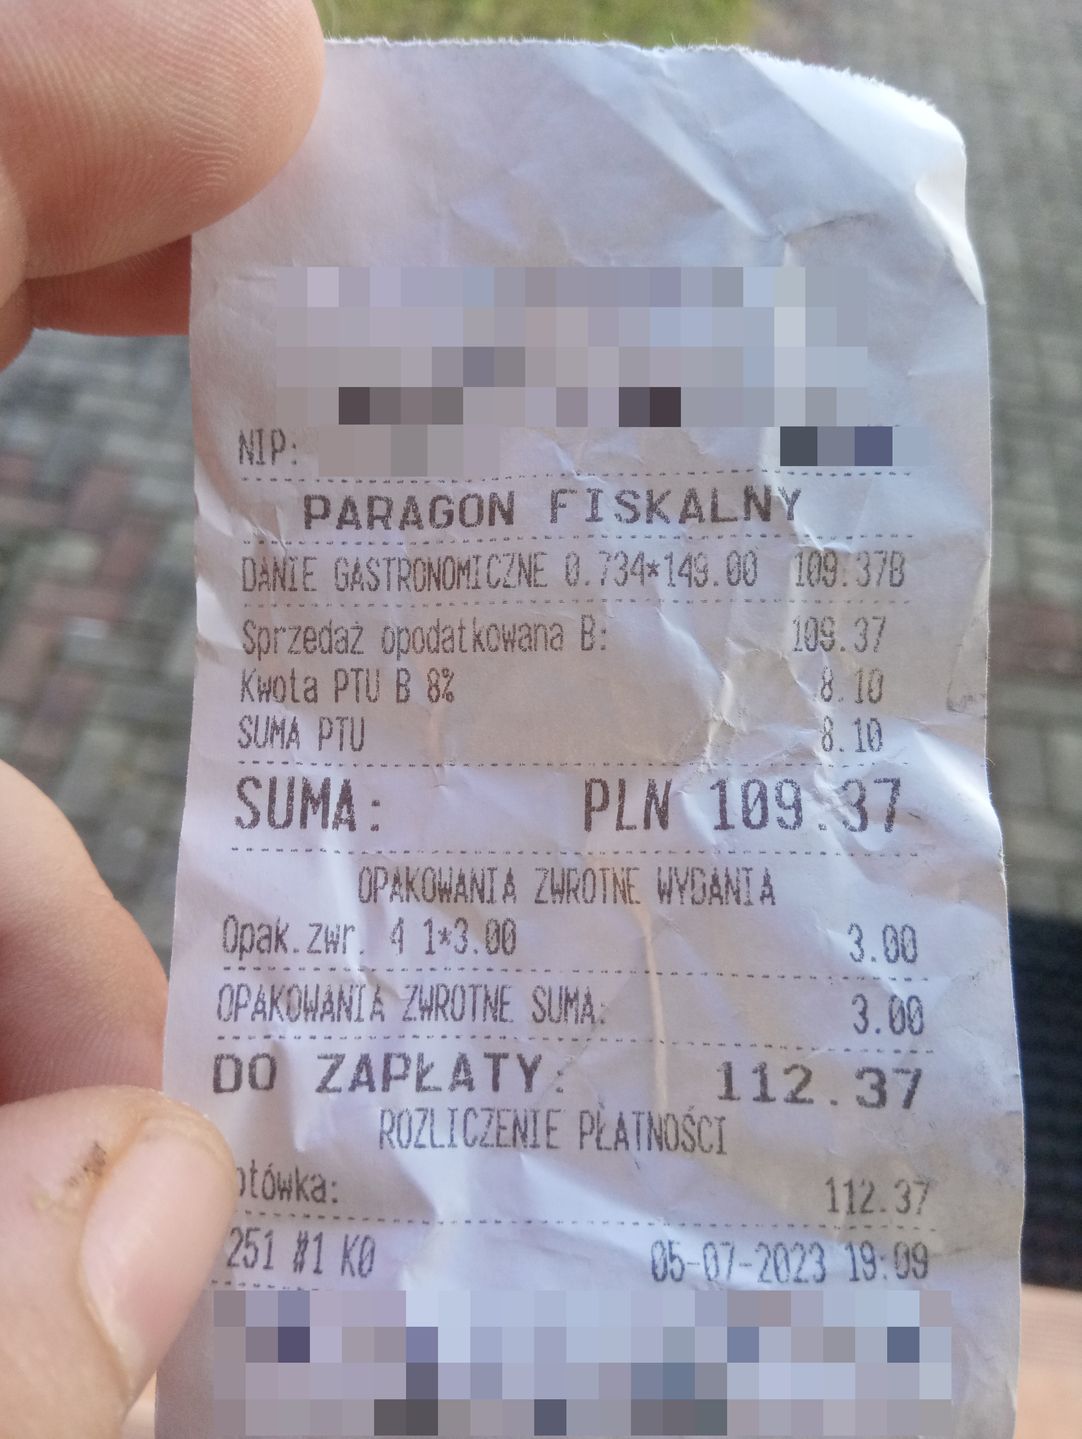 NIP:
PARAGON FISKALNY
DANIE GASTRONOMICZNE 0.734*149.00 109.37B
Sprzedaż opodatkowana B: 109.37
Kwota PTU B 8% 8.10
SUMA PTU 8.10
SUMA: PLN 109.37
OPAKOWANIA ZWROTNE WYDANIA
Opak.zwr. 4 1*3.00 3.00
OPAKOWANIA ZWROTNE SUMA: 3.00
DO ZAPŁATY: 112.37
ROZLICZENIE PŁATNOŚCI
otówka: 112.37
251 #1 K0 05-07-2023 19:09